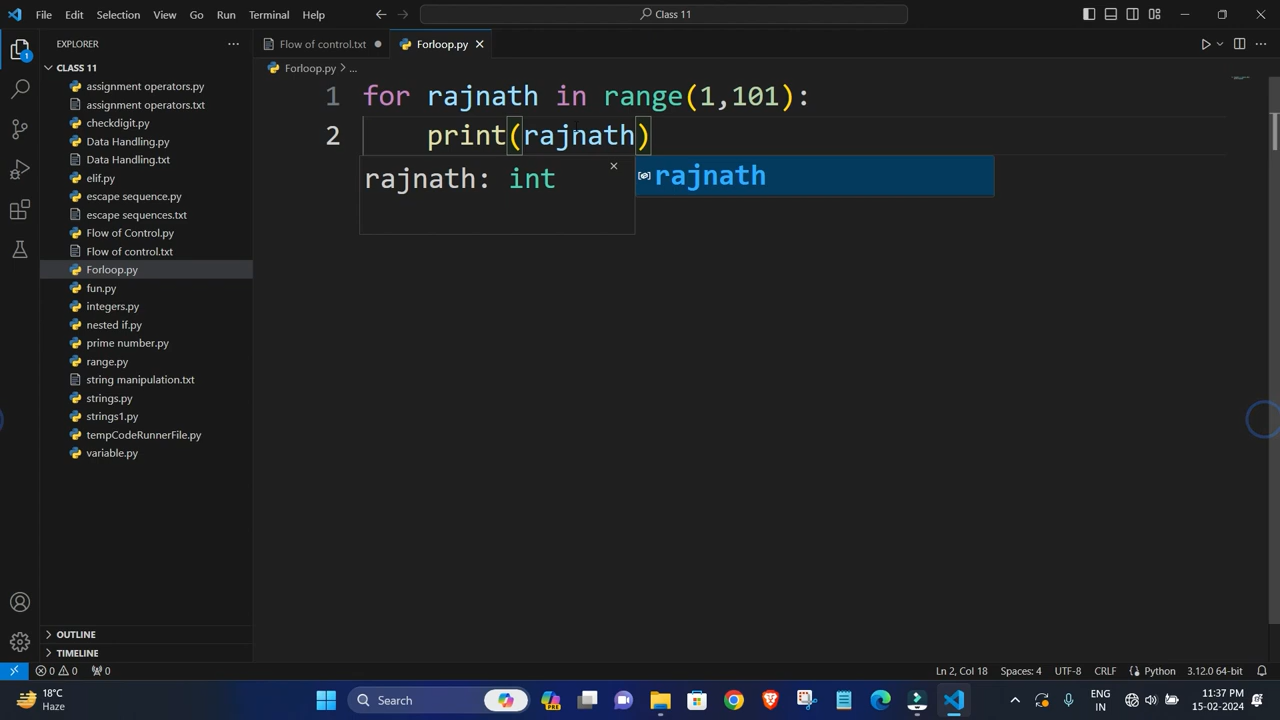 File Edit Selection View Go Run Terminal Help
Class 11
EXPLORER
Flow of control.txt
Forloop.py
CLASS 11
Forloop.py > ...
assignment operators.py
assignment operators.txt
checkdigit.py
Data Handling.py
Data Handling.txt
elif.py
escape sequence.py
escape sequences.txt
Flow of Control.py
Flow of control.txt
Forloop.py
fun.py
integers.py
nested if.py
prime number.py
range.py
string manipulation.txt
strings.py
strings1.py
tempCodeRunnerFile.py
variable.py
1 for rajnath in range(1,101):
2 print(rajnath)
rajnath: int
rajnath
1
OUTLINE
TIMELINE
0 0 0
Ln 2, Col 18 Spaces: 4 UTF-8 CRLF Python 3.12.0 64-bit
18°C
Haze
Search
PRE
ENG
IN
11:37 PM
15-02-2024